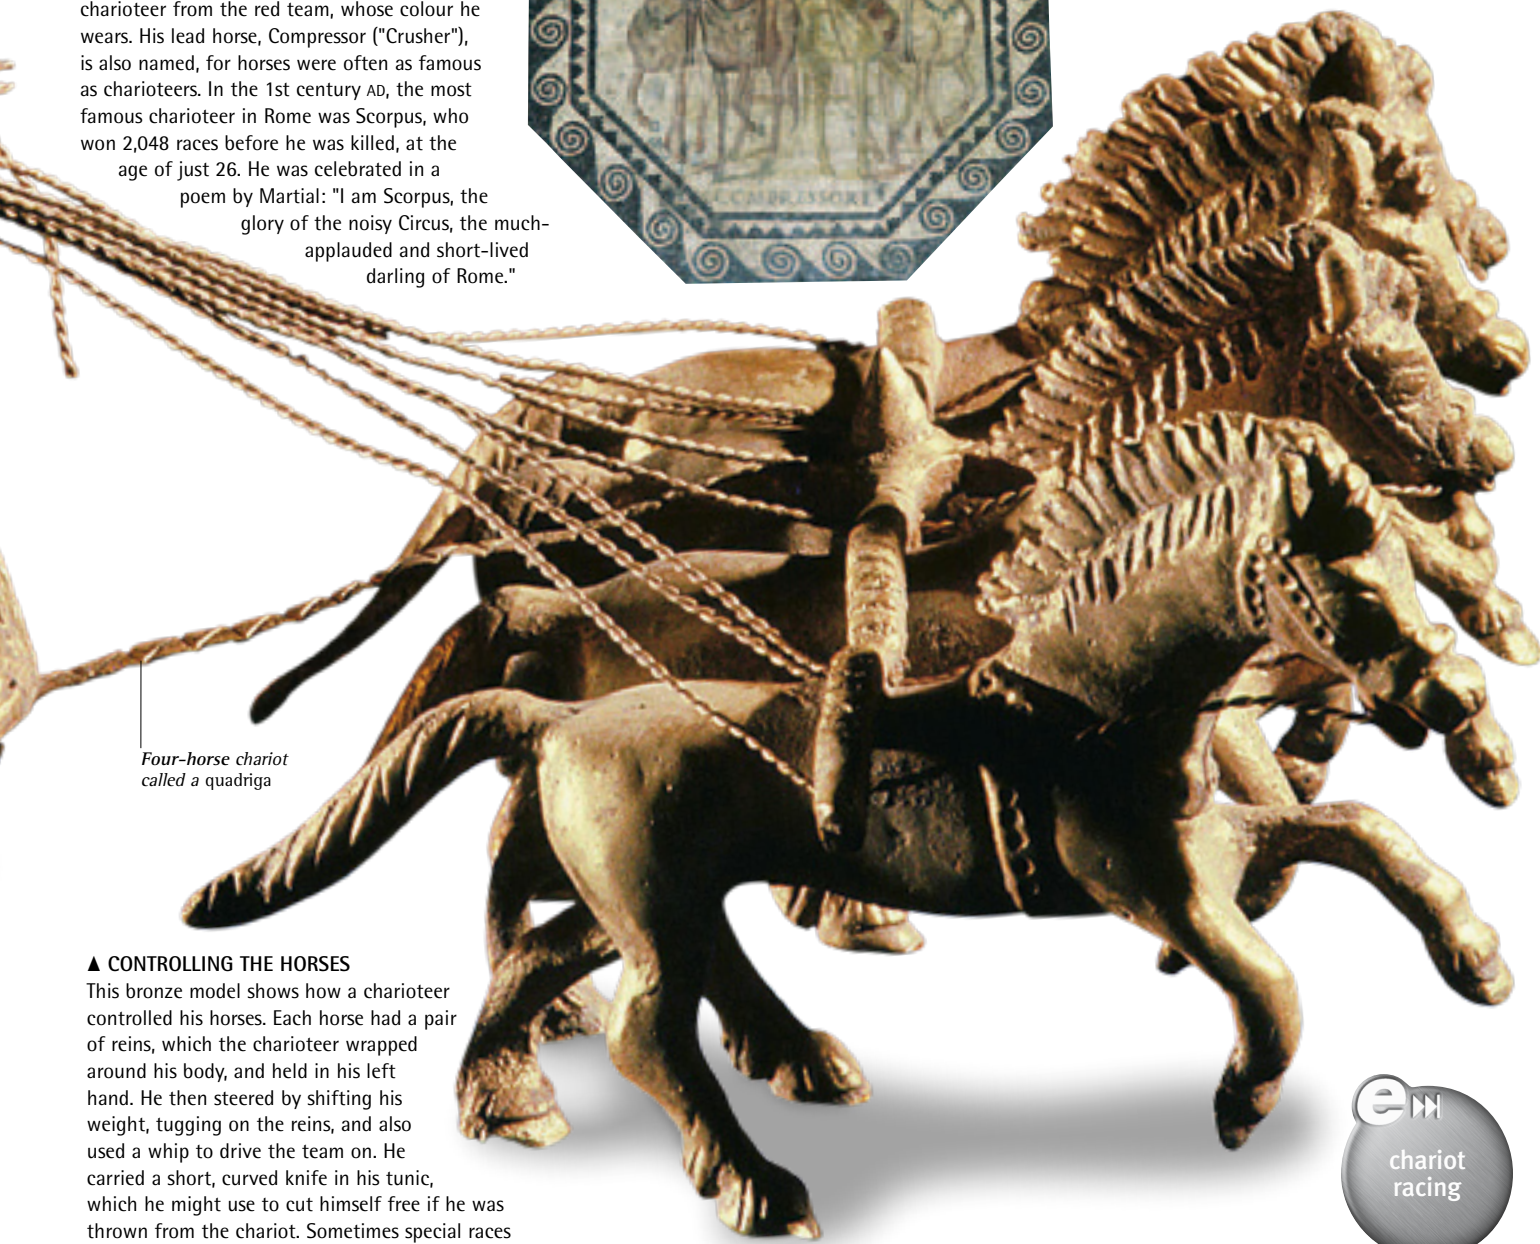 charioteer from the red team, whose colour he
wears. His lead horse, Compressor ("Crusher"),
is also named, for horses were often as famous
as charioteers. In the 1st century AD, the most
famous charioteer in Rome was Scorpus, who
won 2,048 races before he was killed, at the
age of just 26. He was celebrated in a
poem by Martial: "I am Scorpus, the
glory of the noisy Circus, the much-
applauded and short-lived
darling of Rome."
COMPRESSORE
Four-horse chariot
called a quadriga
▲ CONTROLLING THE HORSES
This bronze model shows how a charioteer
controlled his horses. Each horse had a pair
of reins, which the charioteer wrapped
around his body, and held in his left
hand. He then steered by shifting his
weight, tugging on the reins, and also
used a whip to drive the team on. He
carried a short, curved knife in his tunic,
which he might use to cut himself free if he was
thrown from the chariot. Sometimes special races
e
chariot
racing